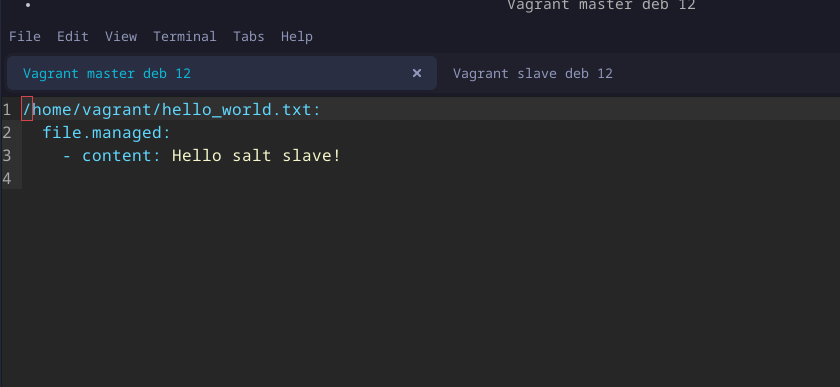 Vagrant master deb 12
File Edit View Terminal Tabs Help
Vagrant master deb 12 × Vagrant slave deb 12
1 /home/vagrant/hello_world.txt:
2   file.managed:
3     - content: Hello salt slave!
4